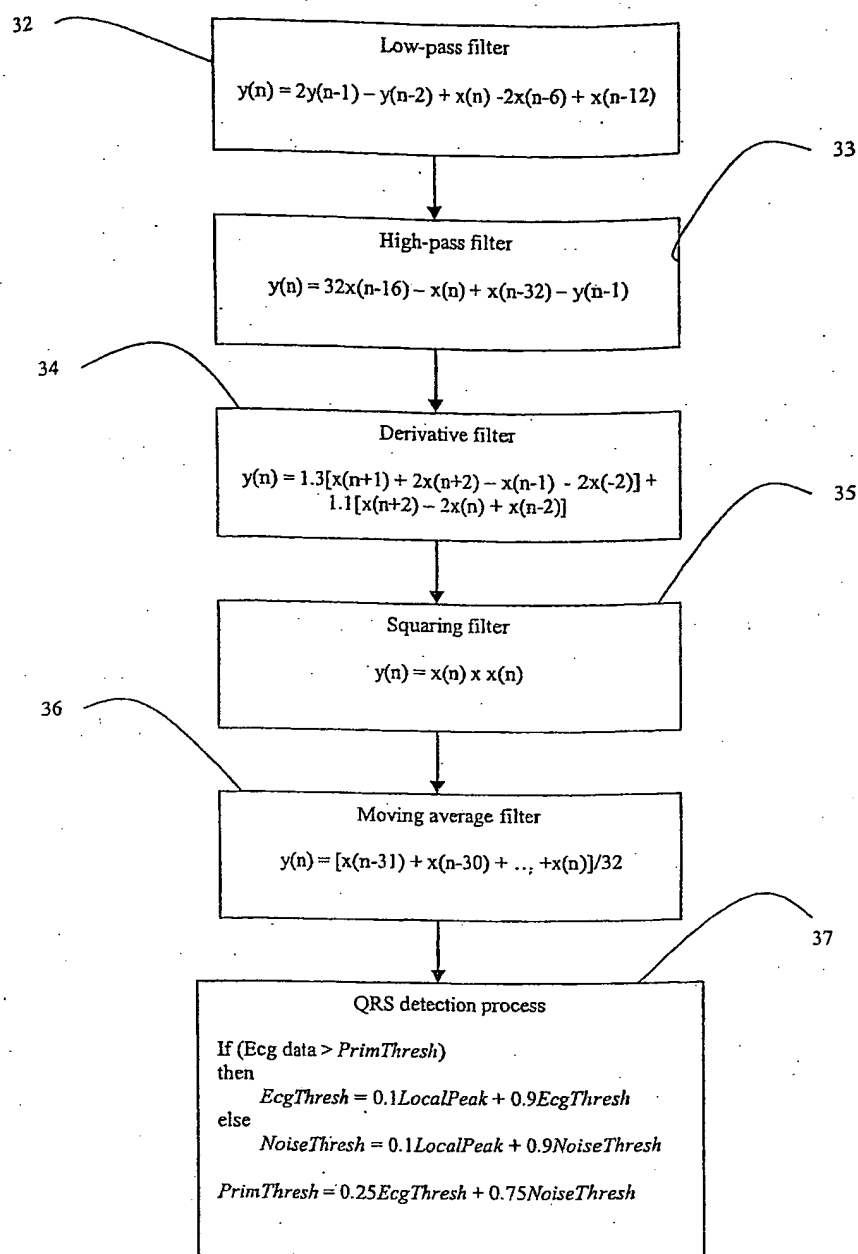 32
Low-pass filter
y(n) = 2y(n-1) – y(n-2) + x(n) -2x(n-6) + x(n-12)
33
High-pass filter
y(n) = 32x(n-16) – x(n) + x(n-32) – y(n-1)
34
Derivative filter
y(n) = 1.3[x(n+1) + 2x(n+2) – x(n-1) - 2x(-2)] +
1.1[x(n+2) – 2x(n) + x(n-2)]
35
Squaring filter
y(n) = x(n) x x(n)
36
Moving average filter
y(n) = [x(n-31) + x(n-30) + ... +x(n)]/32
37
QRS detection process
If (Ecg data > PrimThresh)
then
EcgThresh = 0.1LocalPeak + 0.9EcgThresh
else
NoiseThresh = 0.1LocalPeak + 0.9NoiseThresh
PrimThresh = 0.25EcgThresh + 0.75NoiseThresh